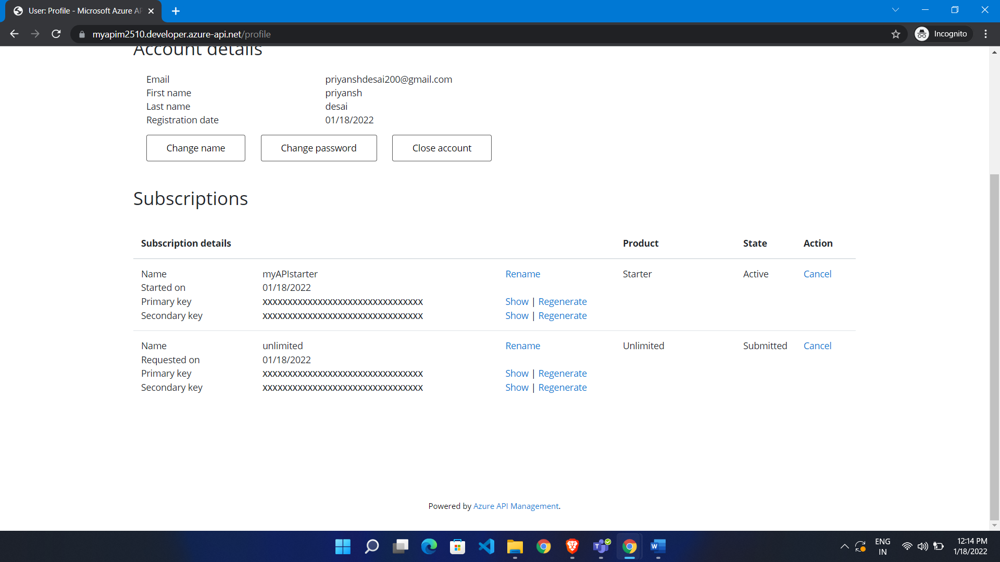 User: Profile - Microsoft Azure AP
myapim2510.developer.azure-api.net/profile
Incognito
Account details
Email priyanshdesai200@gmail.com
First name priyansh
Last name desai
Registration date 01/18/2022
Change name Change password Close account
Subscriptions
Subscription details Product State Action
Name myAPIstarter Rename Starter Active Cancel
Started on 01/18/2022
Primary key xxxxxxxxxxxxxxxxxxxxxxxxxxxxxxxx Show | Regenerate
Secondary key xxxxxxxxxxxxxxxxxxxxxxxxxxxxxxxx Show | Regenerate
Name unlimited Rename Unlimited Submitted Cancel
Requested on 01/18/2022
Primary key xxxxxxxxxxxxxxxxxxxxxxxxxxxxxxxx Show | Regenerate
Secondary key xxxxxxxxxxxxxxxxxxxxxxxxxxxxxxxx Show | Regenerate
Powered by Azure API Management.
ENG
IN
12:14 PM
1/18/2022